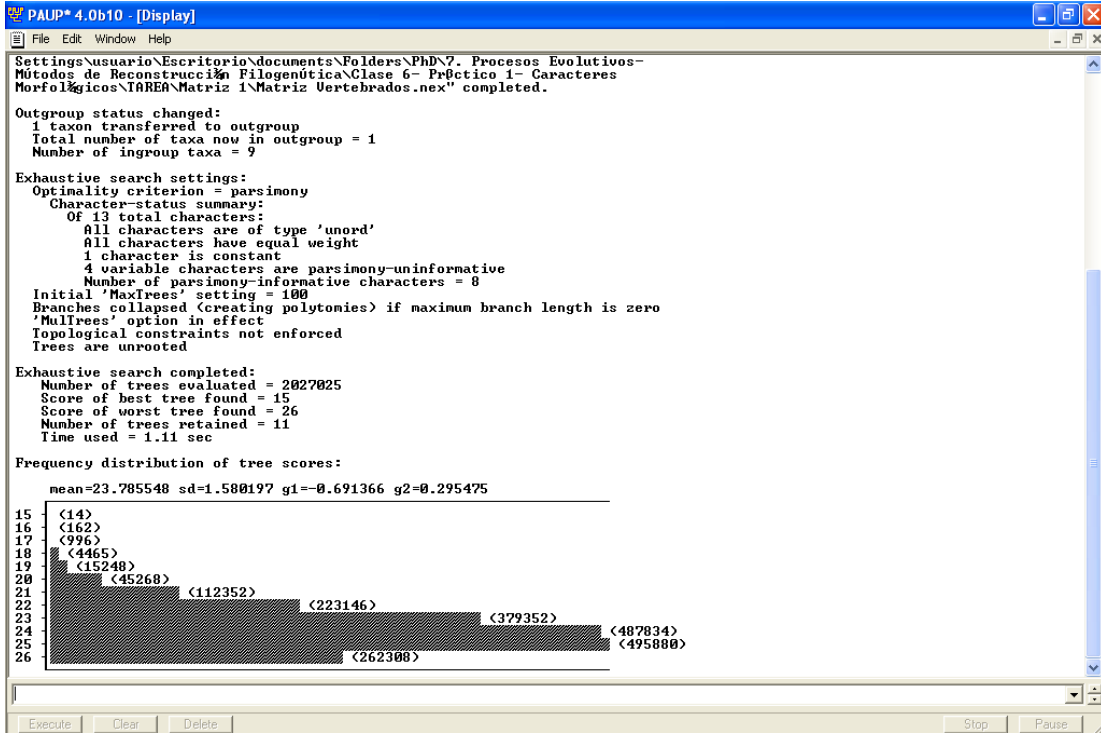 PAUP* 4.0b10 - [Display]
File Edit Window Help
Settings\usuario\Escritorio\documents\Folders\PhD\7. Procesos Evolutivos-
Mútodos de Reconstrucci¾n FilogenÚtica\Clase 6- Prßctico 1- Caracteres
Morfol¾gicos\TAREA\Matriz 1\Matriz Vertebrados.nex" completed.
Outgroup status changed:
1 taxon transferred to outgroup
Total number of taxa now in outgroup = 1
Number of ingroup taxa = 9
Exhaustive search settings:
Optimality criterion = parsimony
Character-status summary:
Of 13 total characters:
All characters are of type 'unord'
All characters have equal weight
1 character is constant
4 variable characters are parsimony-uninformative
Number of parsimony-informative characters = 8
Initial 'MaxTrees' setting = 100
Branches collapsed (creating polytomies) if maximum branch length is zero
'MulTrees' option in effect
Topological constraints not enforced
Trees are unrooted
Exhaustive search completed:
Number of trees evaluated = 2027025
Score of best tree found = 15
Score of worst tree found = 26
Number of trees retained = 11
Time used = 1.11 sec
Frequency distribution of tree scores:
mean=23.785548 sd=1.580197 g1=-0.691366 g2=0.295475
15 (14)
16 (162)
17 (996)
18 (4465)
19 (15248)
20 (45268)
21 (112352)
22 (223146)
23 (379352)
24 (487834)
25 (495880)
26 (262308)
Execute Clear Delete Stop Pause